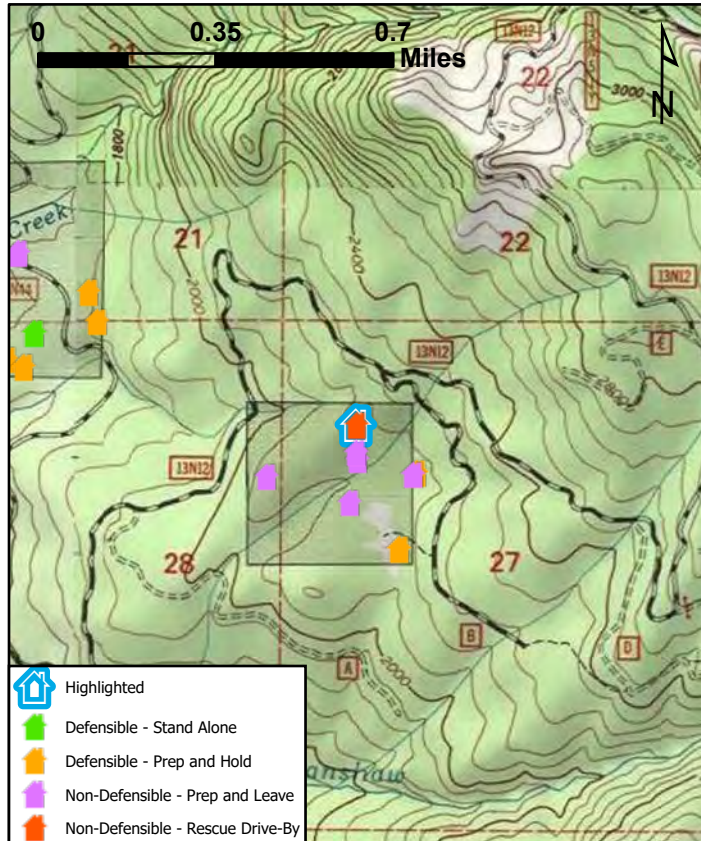 0 0.35 0.7
Miles
N
21
13N12
22
3000
1800
Creek
21
22
2400
2000
13N12
13N12
E
2800
13N12
28
27
B
A
2000
D
Highlighted
Defensible - Stand Alone
Defensible - Prep and Hold
Non-Defensible - Prep and Leave
Non-Defensible - Rescue Drive-By